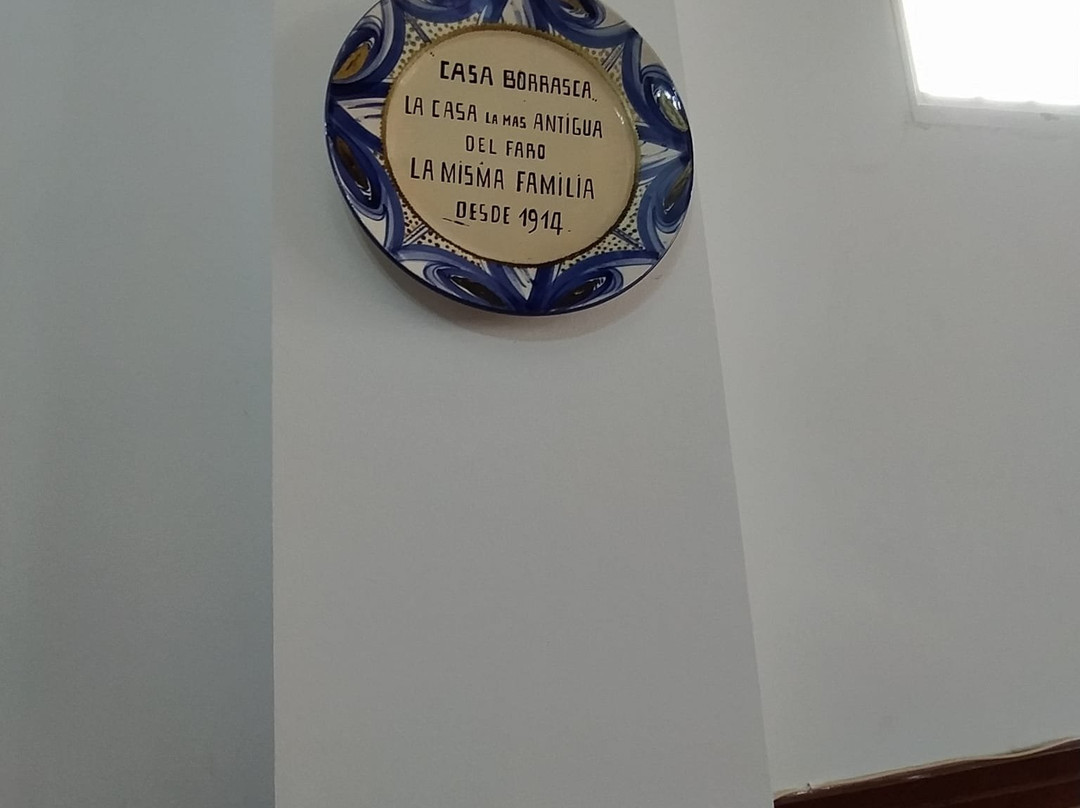 CASA BORRASCA..
LA CASA LA MAS ANTIGUA
DEL FARO
LA MISMA FAMILIA
DESDE 1914.